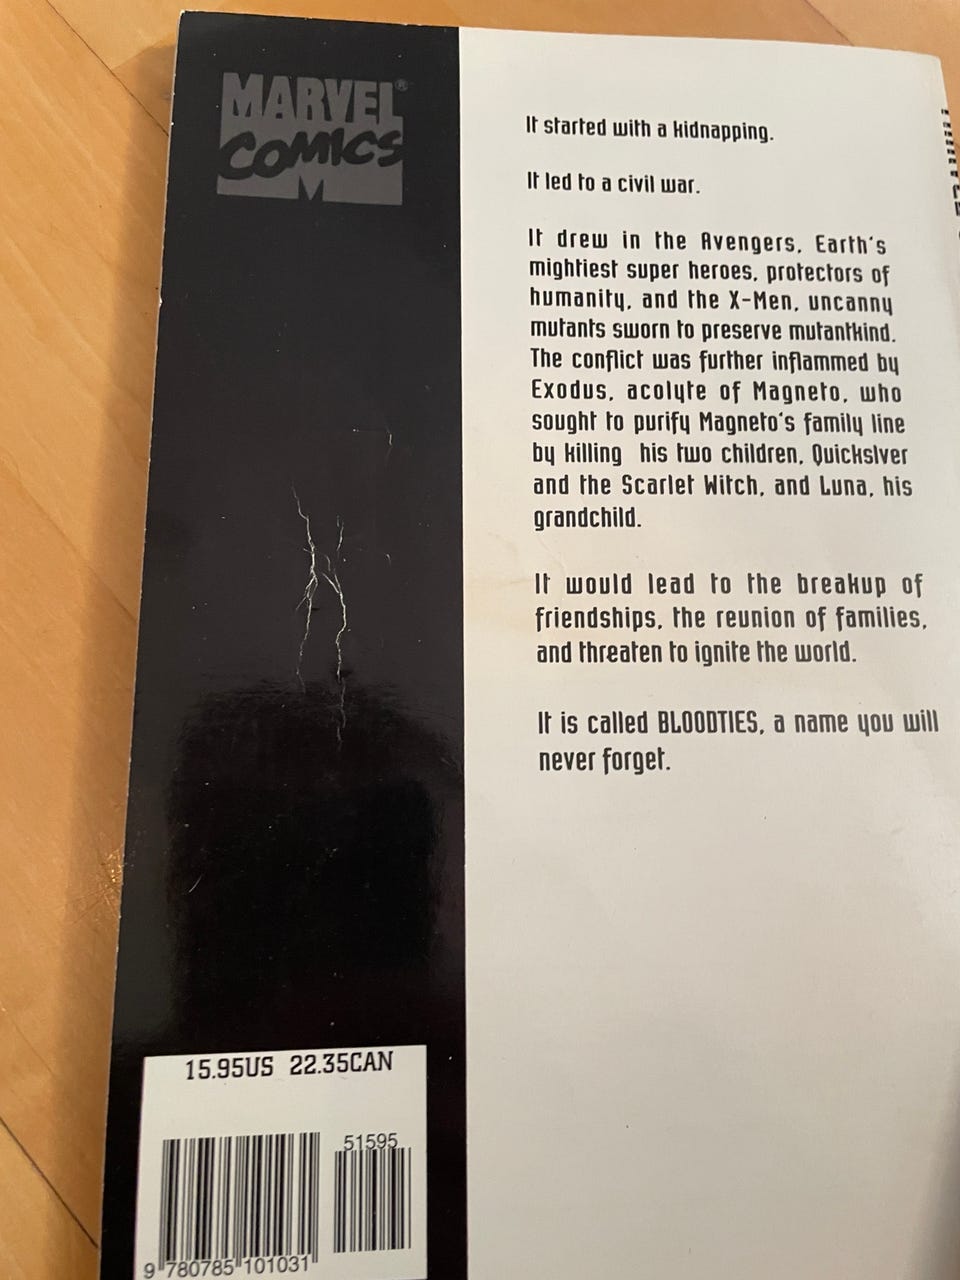 MARVEL®
COMICS
It started with a kidnapping.
It led to a civil war.
It drew in the Avengers, Earth's
mightiest super heroes, protectors of
humanity, and the X-Men, uncanny
mutants sworn to preserve mutantkind.
The conflict was further inflammed by
Exodus, acolyte of Magneto, who
sought to purify Magneto's family line
by killing his two children, Quickslver
and the Scarlet Witch, and Luna, his
grandchild.
It would lead to the breakup of
friendships, the reunion of families,
and threaten to ignite the world.
It is called BLOODTIES, a name you will
never forget.
15.95US 22.35CAN
51595
9 780785 101031